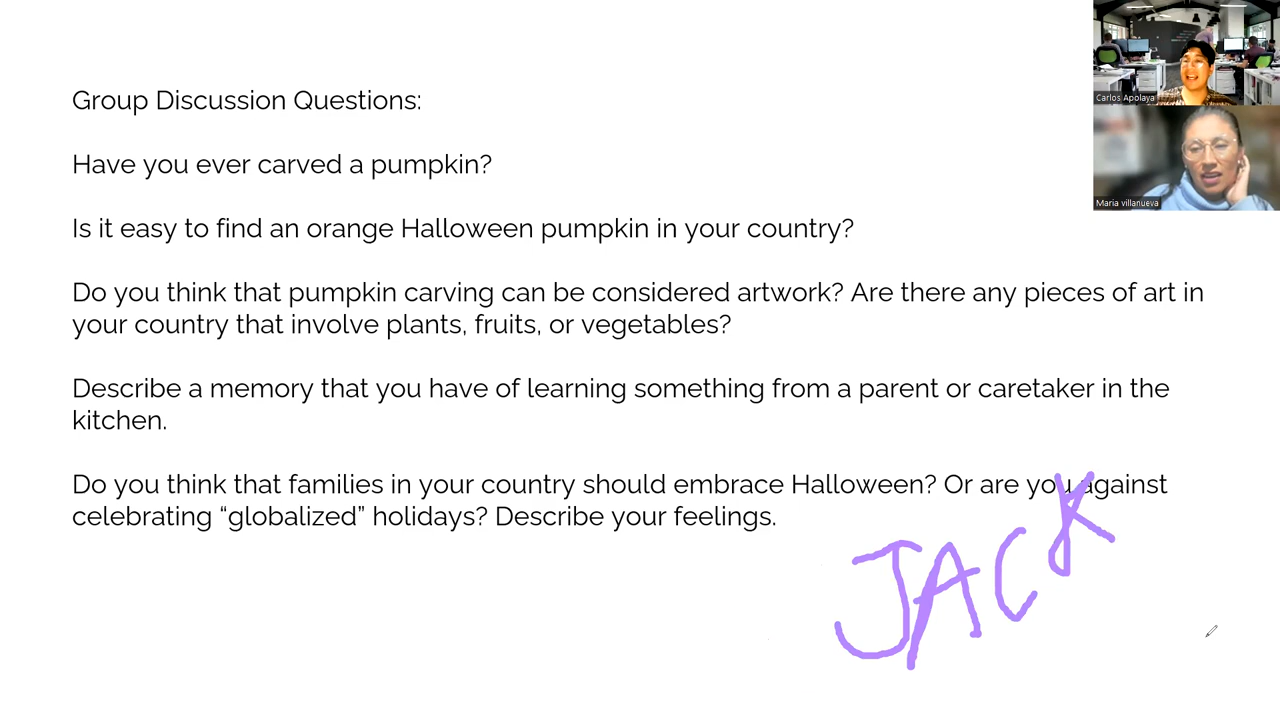 Group Discussion Questions:
Have you ever carved a pumpkin?
Is it easy to find an orange Halloween pumpkin in your country?
Do you think that pumpkin carving can be considered artwork? Are there any pieces of art in
your country that involve plants, fruits, or vegetables?
Describe a memory that you have of learning something from a parent or caretaker in the
kitchen.
Do you think that families in your country should embrace Halloween? Or are you against
celebrating “globalized” holidays? Describe your feelings.
JACK
Carlos Apolaya
Maria villanueva